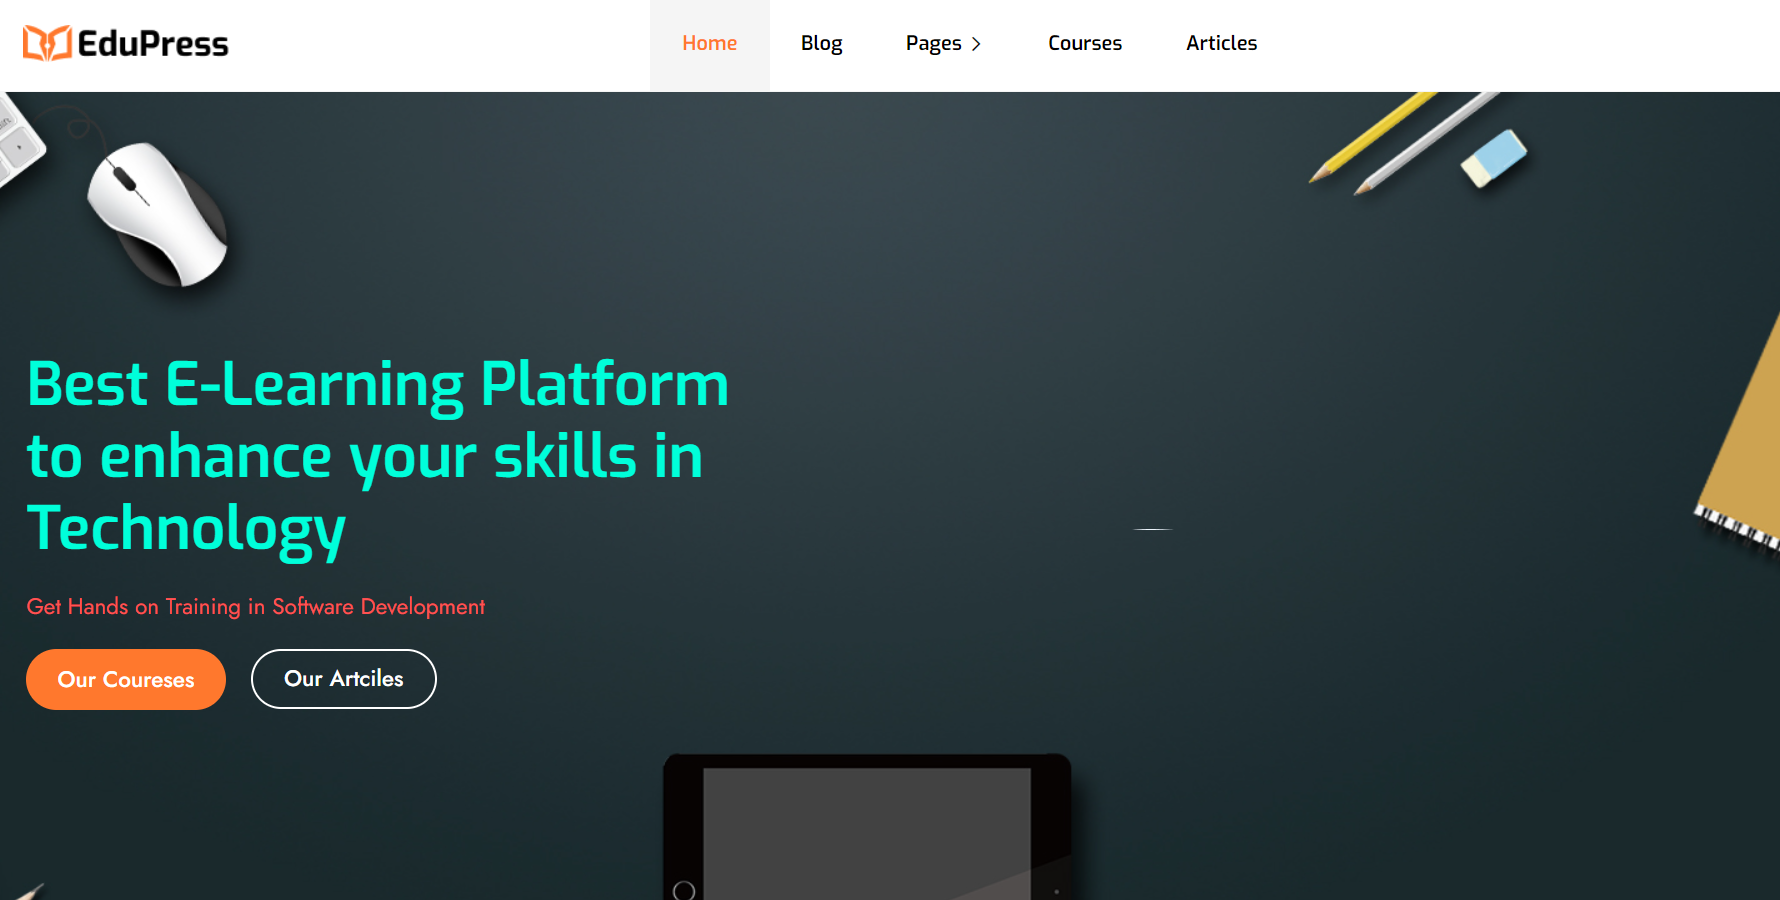 EduPress
Home Blog Pages Courses Articles
Best E-Learning Platform
to enhance your skills in
Technology
Get Hands on Training in Software Development
Our Coureses Our Artciles